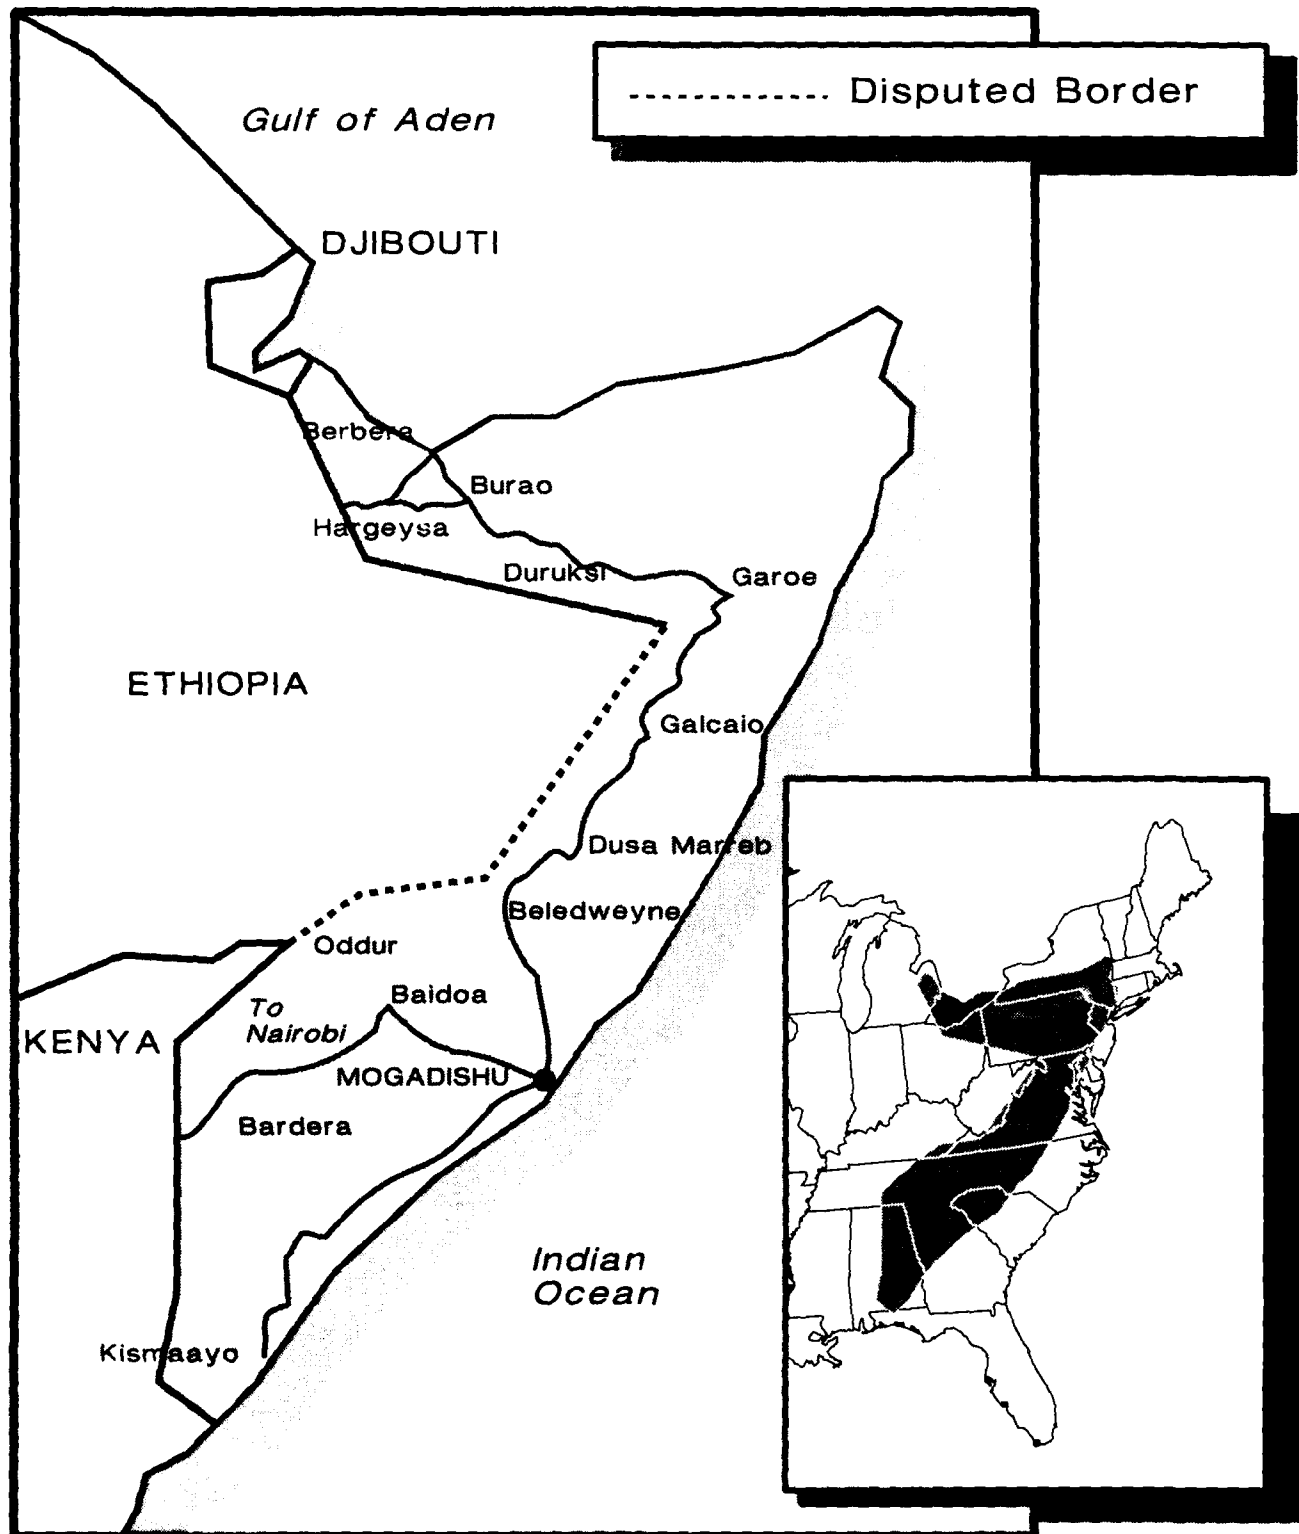 Gulf of Aden
Disputed Border
DJIBOUTI
Berbera
Burao
Hargeysa
Duruksi
Garoe
ETHIOPIA
Galcaio
Dusa Marreb
Beledweyne
Oddur
Baidoa
To
Nairobi
KENYA
MOGADISHU
Bardera
Indian
Ocean
Kismaayo